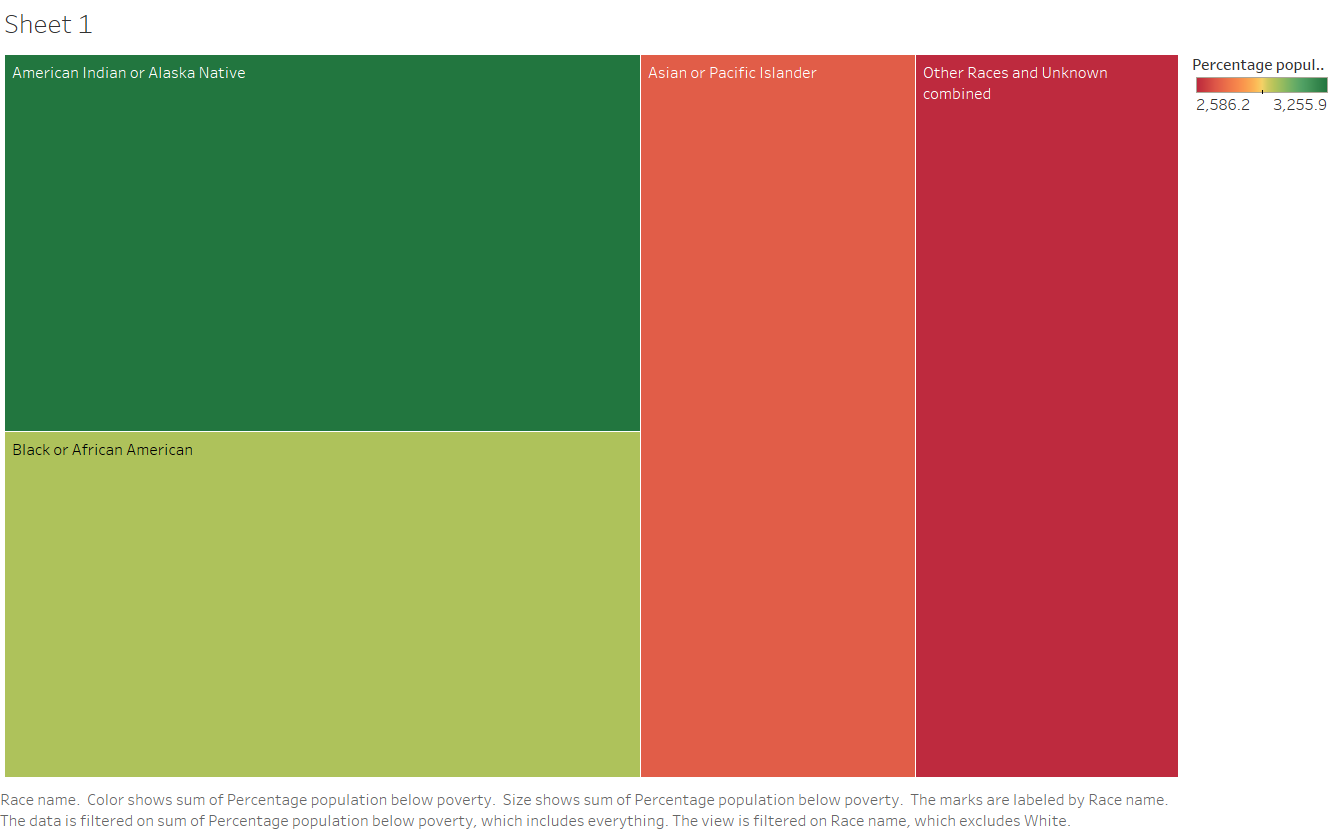 Sheet 1
American Indian or Alaska Native
Asian or Pacific Islander
Other Races and Unknown
combined
Percentage popul..
2,586.2 3,255.9
Black or African American
Race name. Color shows sum of Percentage population below poverty. Size shows sum of Percentage population below poverty. The marks are labeled by Race name.
The data is filtered on sum of Percentage population below poverty, which includes everything. The view is filtered on Race name, which excludes White.